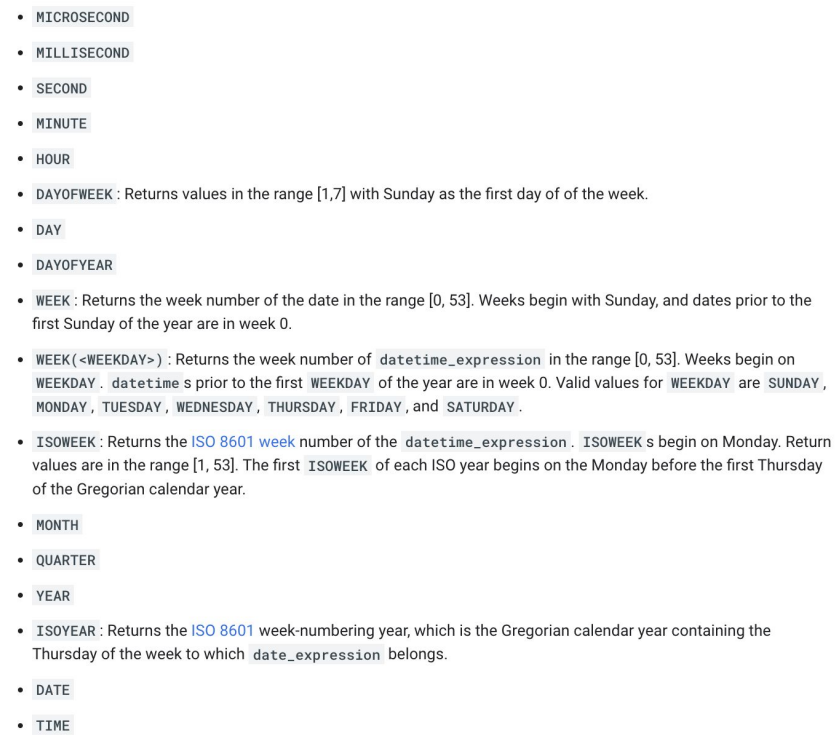 • MICROSECOND
• MILLISECOND
• SECOND
• MINUTE
• HOUR
• DAYOFWEEK: Returns values in the range [1,7] with Sunday as the first day of of the week.
• DAY
• DAYOFYEAR
• WEEK: Returns the week number of the date in the range [0, 53]. Weeks begin with Sunday, and dates prior to the
first Sunday of the year are in week 0.
• WEEK(<WEEKDAY>): Returns the week number of datetime_expression in the range [0, 53]. Weeks begin on
WEEKDAY. datetimes prior to the first WEEKDAY of the year are in week 0. Valid values for WEEKDAY are SUNDAY,
MONDAY, TUESDAY, WEDNESDAY, THURSDAY, FRIDAY, and SATURDAY.
• ISOWEEK: Returns the ISO 8601 week number of the datetime_expression. ISOWEEKs begin on Monday. Return
values are in the range [1, 53]. The first ISOWEEK of each ISO year begins on the Monday before the first Thursday
of the Gregorian calendar year.
• MONTH
• QUARTER
• YEAR
• ISOYEAR: Returns the ISO 8601 week-numbering year, which is the Gregorian calendar year containing the
Thursday of the week to which date_expression belongs.
• DATE
• TIME